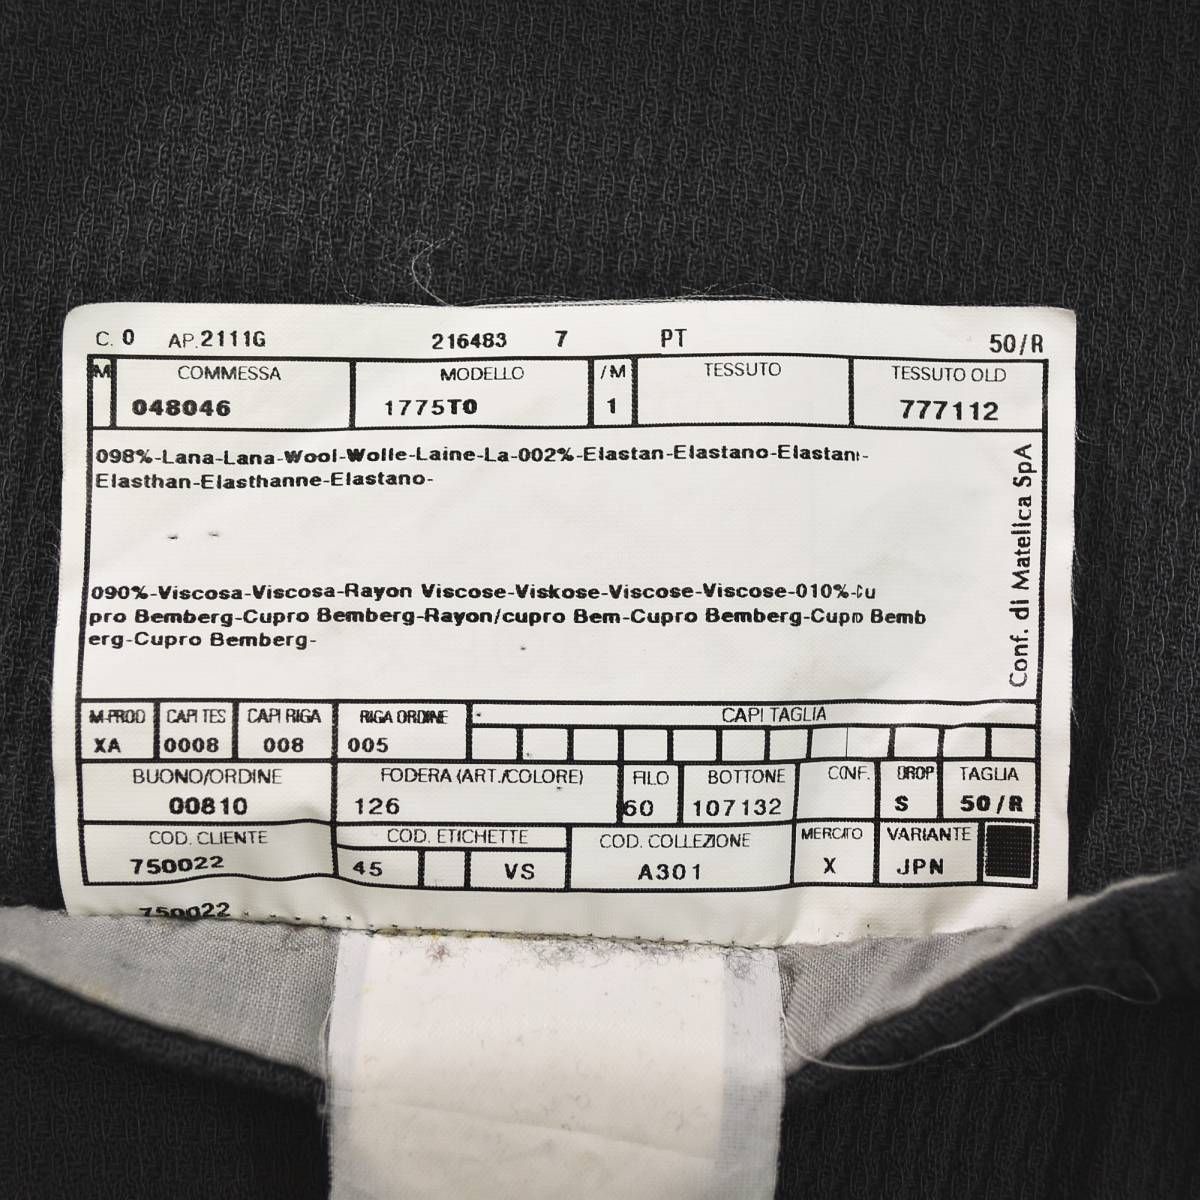 C. 0 AP.2111G 216483 7 PT 50/R
M COMMESSA MODELLO /M TESSUTO TESSUTO OLD
048046 1775T0 1 777112
098%-Lana-Lana-Wool-Wolle-Laine-La-002%-Elastan-Elastano-Elastan-
Elasthan-Elasthanne-Elastano-
090%-Viscosa-Viscosa-Rayon Viscose-Viskose-Viscose-Viscose-010%-Cu
pro Bemberg-Cupro Bemberg-Rayon/cupro Bem-Cupro Bemberg-Cupro Bemb
erg-Cupro Bemberg-
Conf. di Matelica SpA
M-PROD CAPI TES CAPI RIGA RIGA ORDINE CAPI TAGLIA
XA 0008 008 005
BUONO/ORDINE FODERA (ART./COLORE) FILO BOTTONE CONF. DROP TAGLIA
00810 126 60 107132 S 50/R
COD. CLIENTE COD. ETICHETTE COD. COLLEZIONE MERCATO VARIANTE
750022 45 VS A301 X JPN
750022